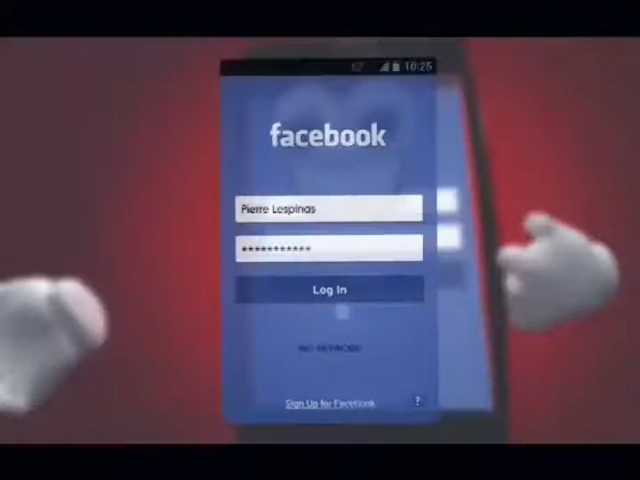 10:25
facebook
Pierre Lespinas
***********
Log In
Sign Up for Facebook
?